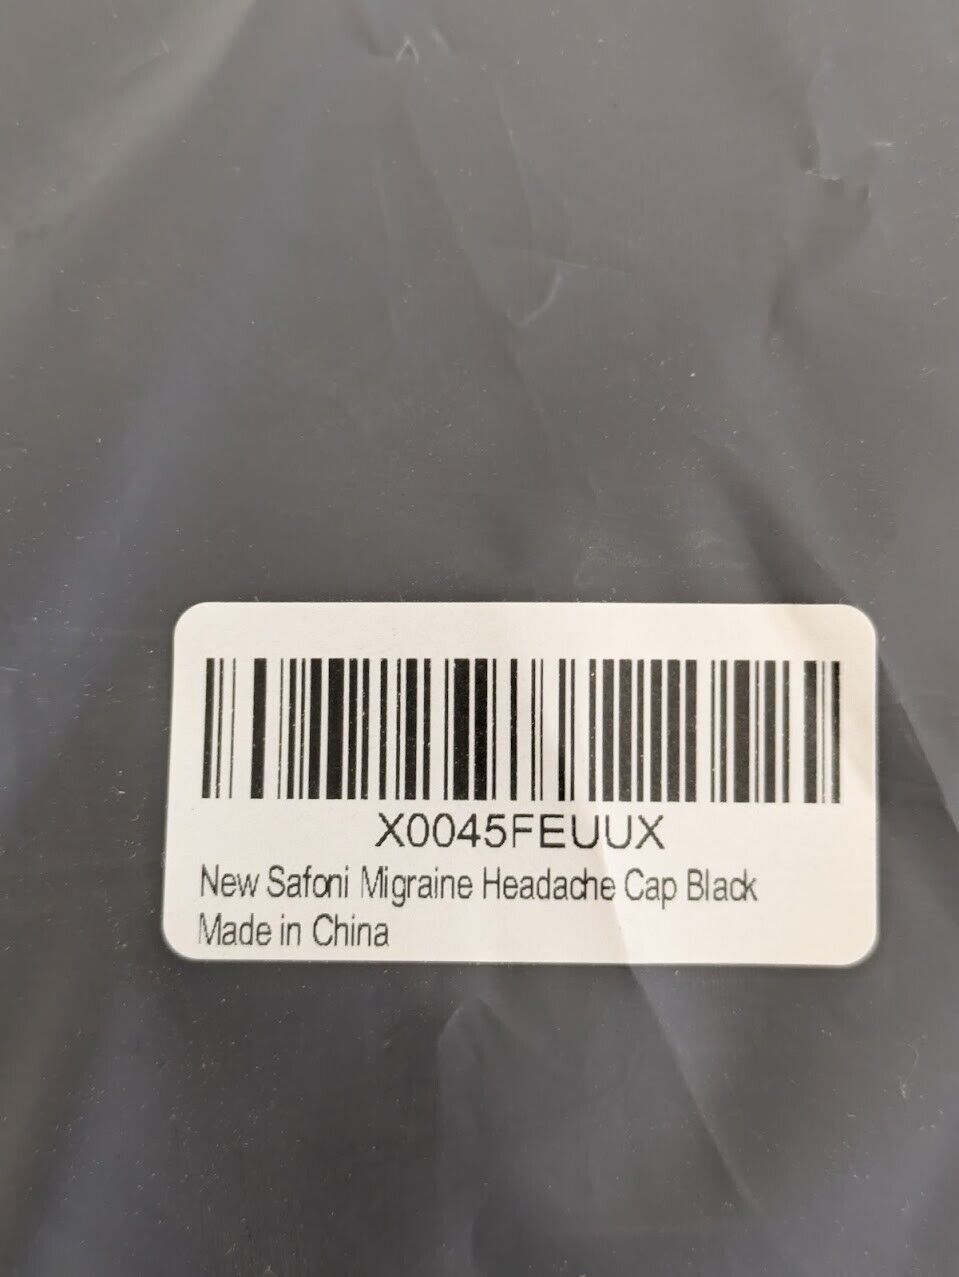 X0045FEUUX
New Safoni Migraine Headache Cap Black
Made in China